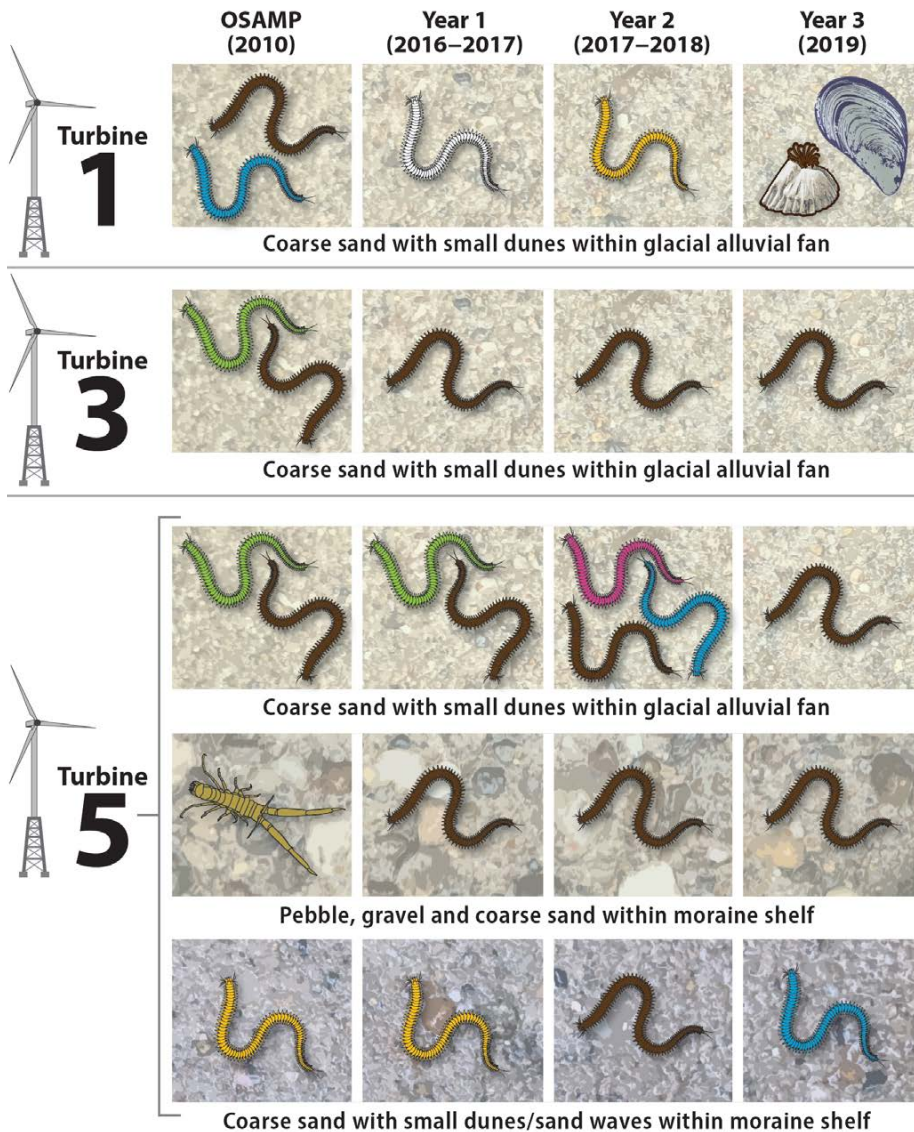 OSAMP
(2010)
Year 1
(2016–2017)
Year 2
(2017–2018)
Year 3
(2019)
Turbine
1
Coarse sand with small dunes within glacial alluvial fan
Turbine
3
Coarse sand with small dunes within glacial alluvial fan
Turbine
5
Coarse sand with small dunes within glacial alluvial fan
Pebble, gravel and coarse sand within moraine shelf
Coarse sand with small dunes/sand waves within moraine shelf